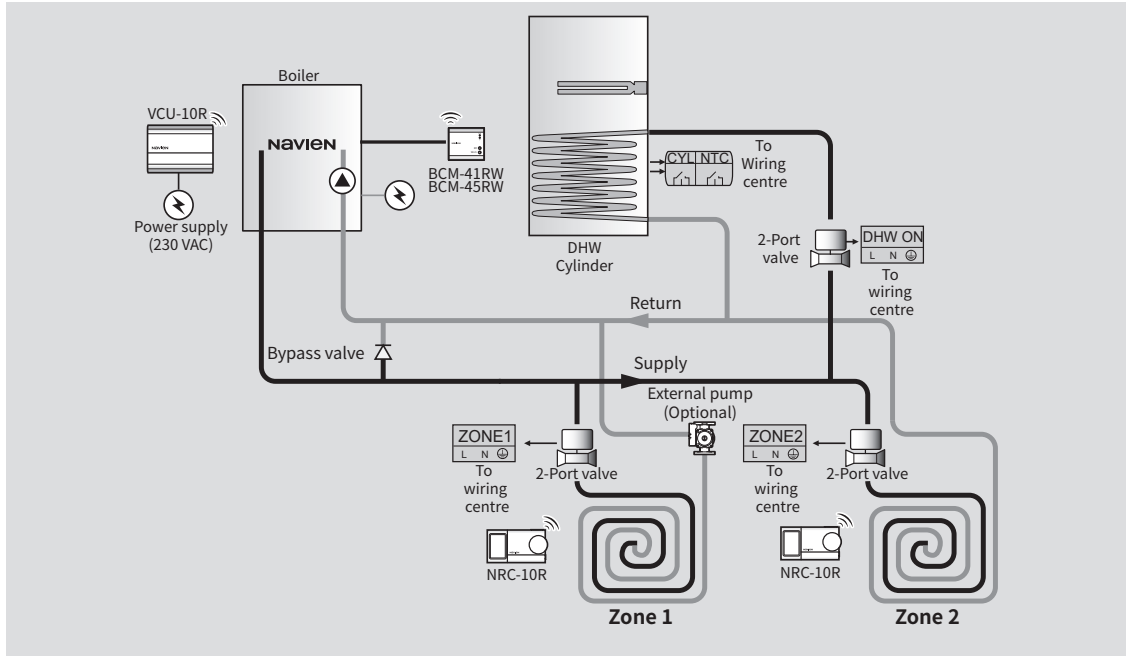 Boiler
VCU-10R
NAVIEN
NAVIEN
Power supply
(230 VAC)
BCM-41RW
BCM-45RW
CYL NTC
To
Wiring
centre
DHW
Cylinder
2-Port
valve
DHW ON
L N
To
wiring
centre
Return
Bypass valve
Supply
External pump
(Optional)
ZONE1
L N
To
wiring
centre
2-Port valve
NRC-10R
Zone 1
ZONE2
L N
To
wiring
centre
2-Port valve
NRC-10R
Zone 2